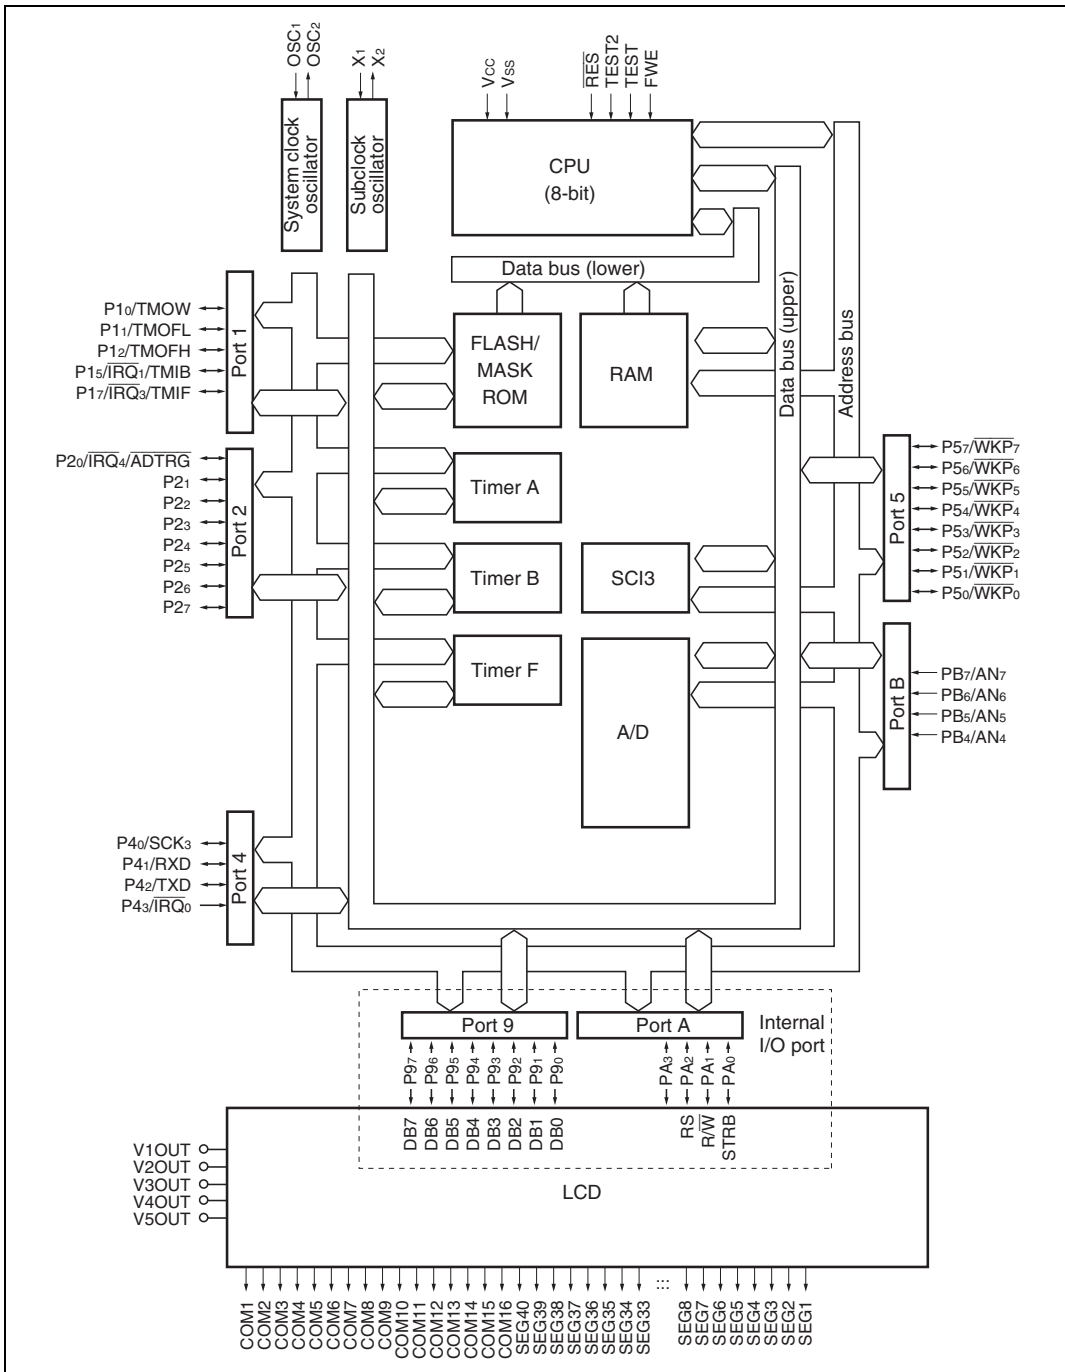 OSC1
OSC2
X1
X2
VCC
VSS
RES
TEST2
TEST
FWE
System clock
oscillator
Subclock
oscillator
CPU
(8-bit)
Data bus (lower)
Data bus (upper)
Address bus
P10/TMOW
P11/TMOFL
P12/TMOFH
P15/IRQ1/TMIB
P17/IRQ3/TMIF
Port 1
FLASH/
MASK
ROM
RAM
P20/IRQ4/ADTRG
P21
P22
P23
P24
P25
P26
P27
Port 2
Timer A
Timer B
SCI3
Timer F
A/D
Port 5
P57/WKP7
P56/WKP6
P55/WKP5
P54/WKP4
P53/WKP3
P52/WKP2
P51/WKP1
P50/WKP0
Port B
PB7/AN7
PB6/AN6
PB5/AN5
PB4/AN4
P40/SCK3
P41/RXD
P42/TXD
P43/IRQ0
Port 4
Port 9
Port A
Internal
I/O port
P97
P96
P95
P94
P93
P92
P91
P90
PA3
PA2
PA1
PA0
DB7
DB6
DB5
DB4
DB3
DB2
DB1
DB0
RS
R/W
STRB
V1OUT
V2OUT
V3OUT
V4OUT
V5OUT
LCD
COM1
COM2
COM3
COM4
COM5
COM6
COM7
COM8
COM9
COM10
COM11
COM12
COM13
COM14
COM15
COM16
SEG40
SEG39
SEG38
SEG37
SEG36
SEG35
SEG34
SEG33
:::
SEG8
SEG7
SEG6
SEG5
SEG4
SEG3
SEG2
SEG1